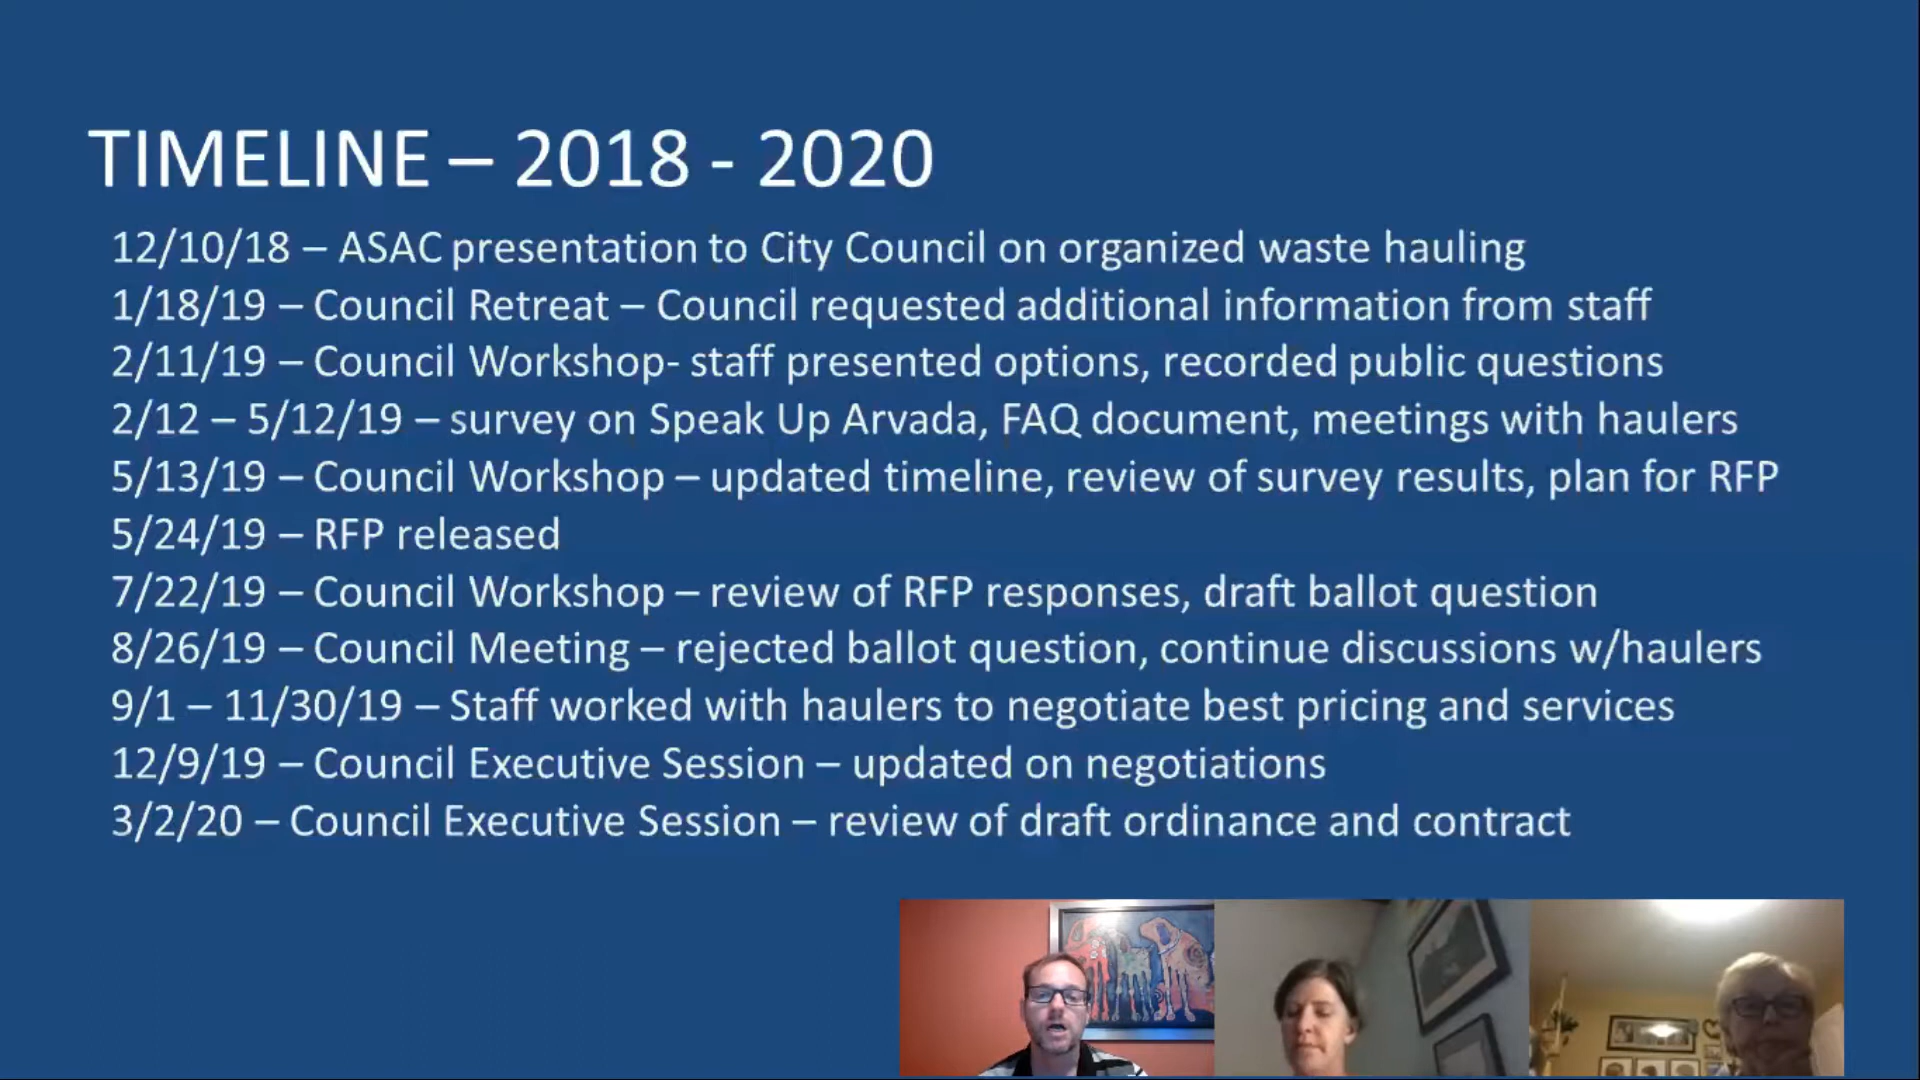 TIMELINE – 2018 - 2020
12/10/18 – ASAC presentation to City Council on organized waste hauling
1/18/19 – Council Retreat – Council requested additional information from staff
2/11/19 – Council Workshop- staff presented options, recorded public questions
2/12 – 5/12/19 – survey on Speak Up Arvada, FAQ document, meetings with haulers
5/13/19 – Council Workshop – updated timeline, review of survey results, plan for RFP
5/24/19 – RFP released
7/22/19 – Council Workshop – review of RFP responses, draft ballot question
8/26/19 – Council Meeting – rejected ballot question, continue discussions w/haulers
9/1 – 11/30/19 – Staff worked with haulers to negotiate best pricing and services
12/9/19 – Council Executive Session – updated on negotiations
3/2/20 – Council Executive Session – review of draft ordinance and contract